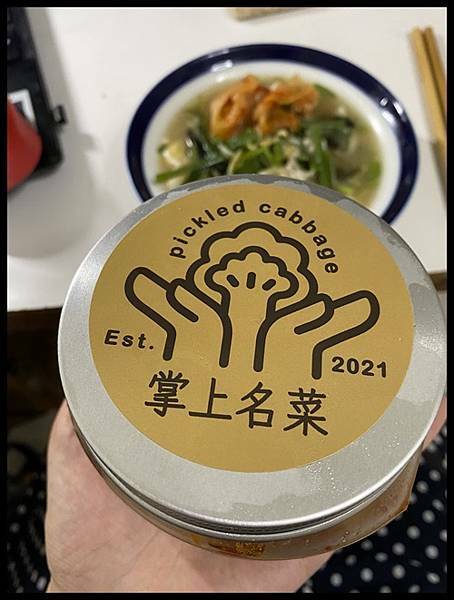 pickled cabbage
Est. 2021
掌上名菜